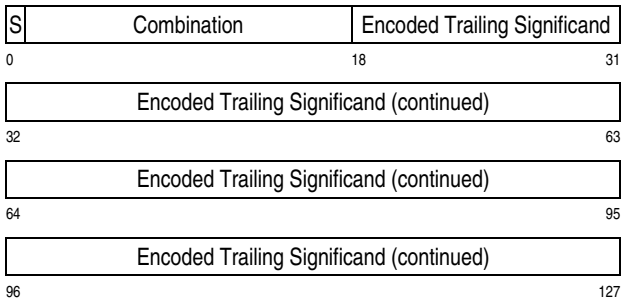 S Combination Encoded Trailing Significand
0 18 31
Encoded Trailing Significand (continued)
32 63
Encoded Trailing Significand (continued)
64 95
Encoded Trailing Significand (continued)
96 127